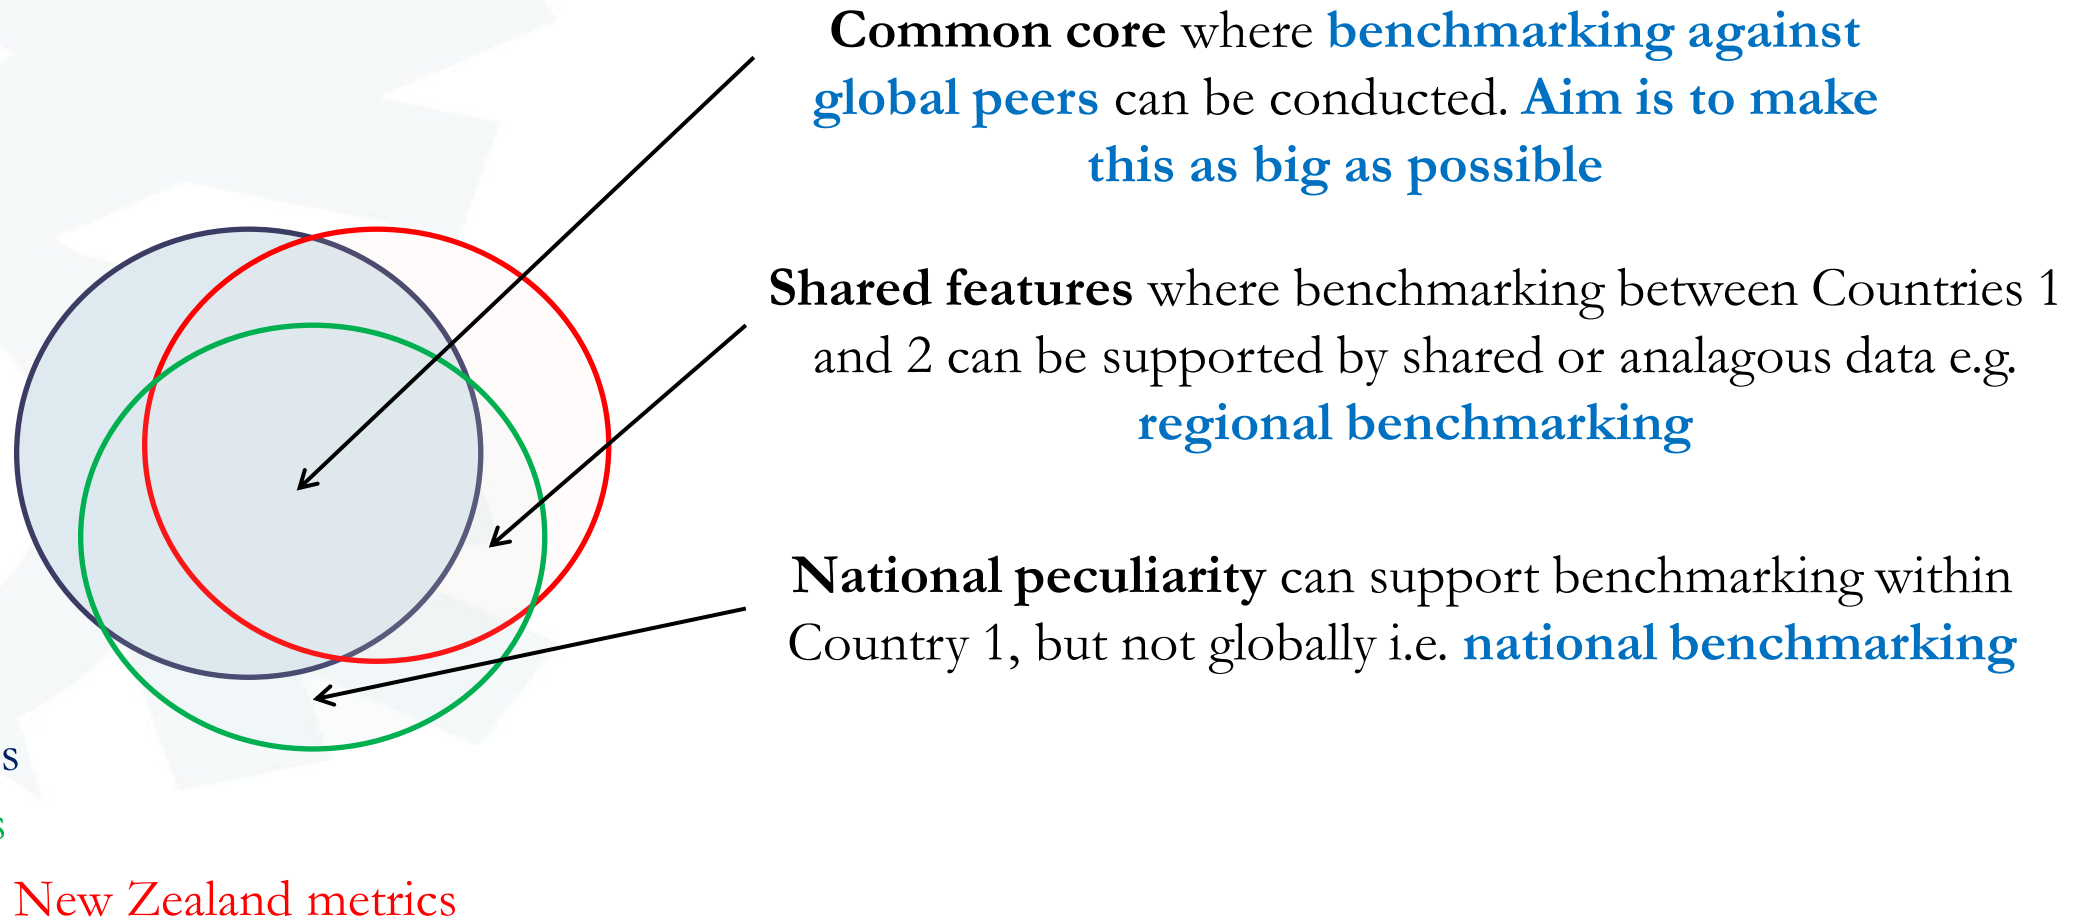 Common core where benchmarking against
global peers can be conducted. Aim is to make
this as big as possible
Shared features where benchmarking between Countries 1
and 2 can be supported by shared or analagous data e.g.
regional benchmarking
National peculiarity can support benchmarking within
Country 1, but not globally i.e. national benchmarking
s
s
New Zealand metrics